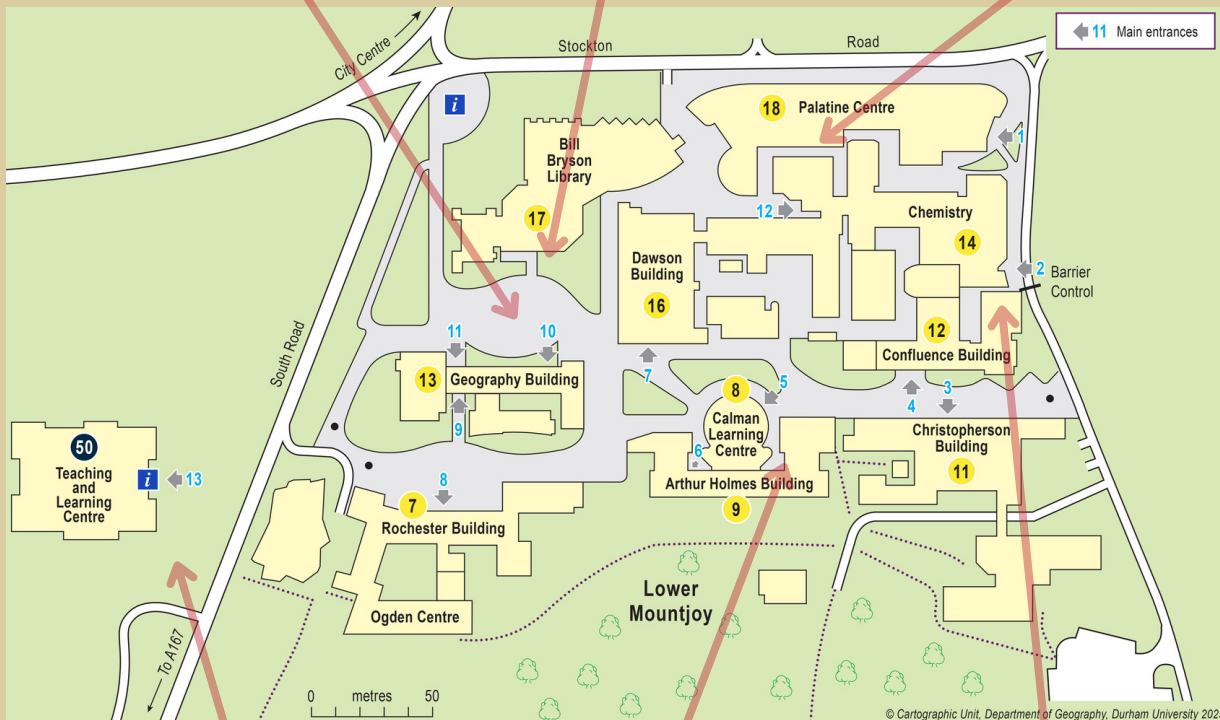 11 Main entrances
City Centre
Stockton
Road
i
18
Palatine Centre
1
Bill
Bryson
Library
17
12
Chemistry
14
Dawson
Building
16
2
Barrier
Control
South Road
11
10
12
Confluence Building
13
Geography Building
7
8
5
4
3
9
Calman
Learning
Centre
6
Christopherson
Building
11
50
Teaching
and
Learning
Centre
i
13
Arthur Holmes Building
9
8
7
Rochester Building
Lower
Mountjoy
Ogden Centre
To A167
0 metres 50
© Cartographic Unit, Department of Geography, Durham University 202